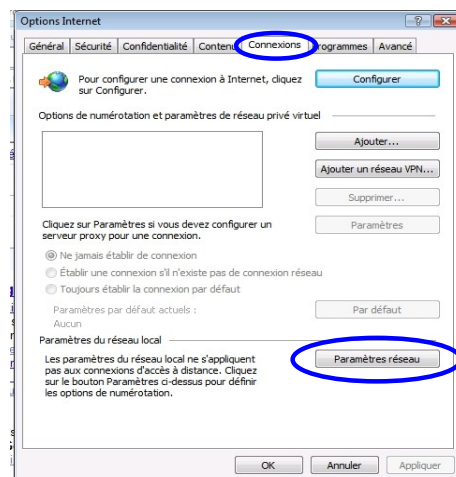 Options Internet
Général Sécurité Confidentialité Contenu Connexions Programmes Avancé
Pour configurer une connexion à Internet, cliquez
sur Configurer.
Configurer
Options de numérotation et paramètres de réseau privé virtuel
Ajouter...
Ajouter un réseau VPN...
Supprimer...
Cliquez sur Paramètres si vous devez configurer un
serveur proxy pour une connexion.
Paramètres
Ne jamais établir de connexion
Établir une connexion s'il n'existe pas de connexion réseau
Toujours établir la connexion par défaut
Paramètres par défaut actuels :
Aucun
Par défaut
Paramètres du réseau local
Les paramètres du réseau local ne s'appliquent
pas aux connexions d'accès à distance. Cliquez
sur le bouton Paramètres ci-dessus pour définir
les options de numérotation.
Paramètres réseau
OK Annuler Appliquer